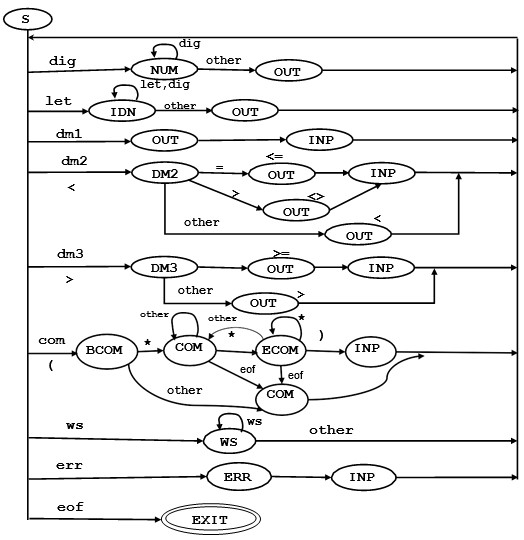 S
dig
dig
NUM
other
OUT
let,dig
let
IDN
other
OUT
dm1
OUT
INP
dm2
<
DM2
=
<=
OUT
INP
>
<>
OUT
other
<
OUT
dm3
>
DM3
>=
OUT
INP
other
>
OUT
other
other
*
com
(
BCOM
*
COM
*
ECOM
)
INP
eof
eof
other
COM
ws
ws
WS
other
err
ERR
INP
eof
EXIT